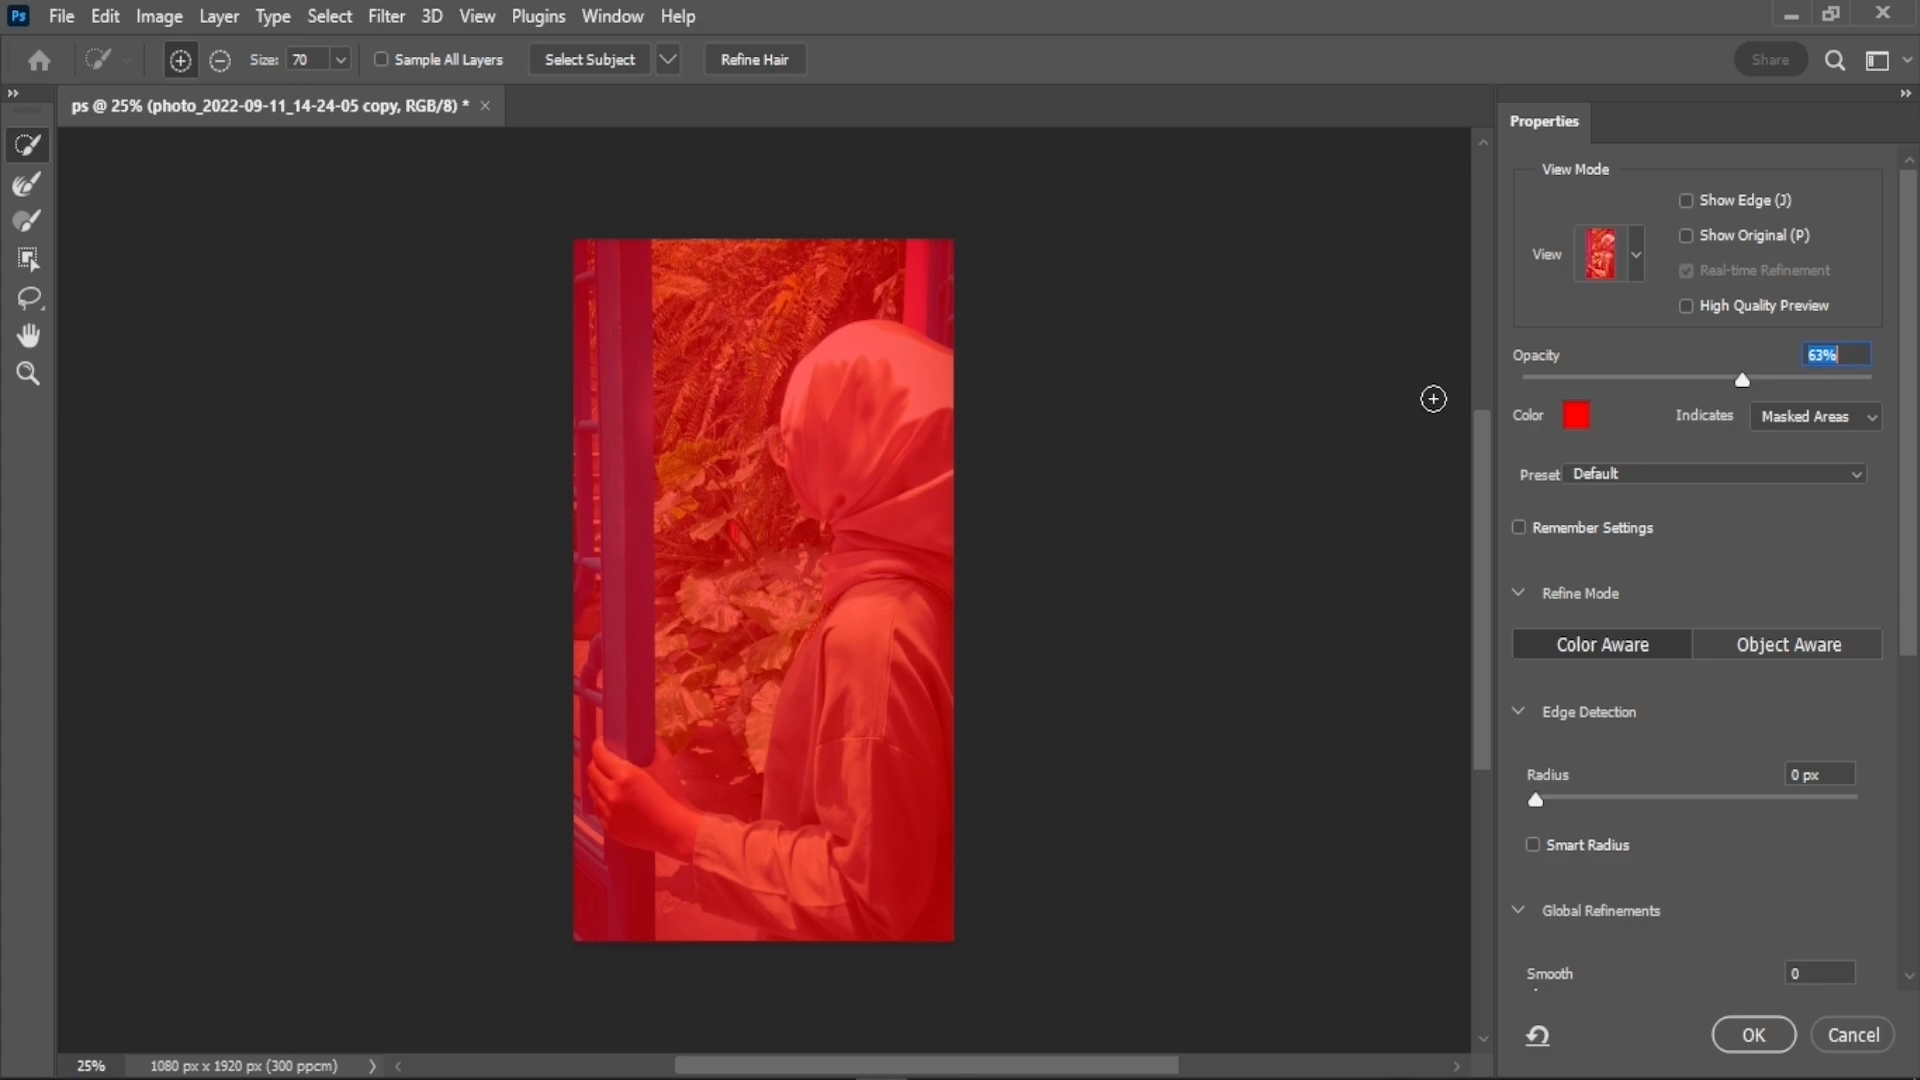 Ps File Edit Image Layer Type Select Filter 3D View Plugins Window Help
Size: 70 Sample All Layers Select Subject Refine Hair Share
ps @ 25% (photo_2022-09-11_14-24-05 copy, RGB/8) *
Properties
View Mode
Show Edge (J)
Show Original (P)
View
Real-time Refinement
High Quality Preview
Opacity 63%
Color Indicates Masked Areas
Preset Default
Remember Settings
Refine Mode
Color Aware Object Aware
Edge Detection
Radius 0 px
Smart Radius
Global Refinements
Smooth 0
OK Cancel
25% 1080 px x 1920 px (300 ppcm)